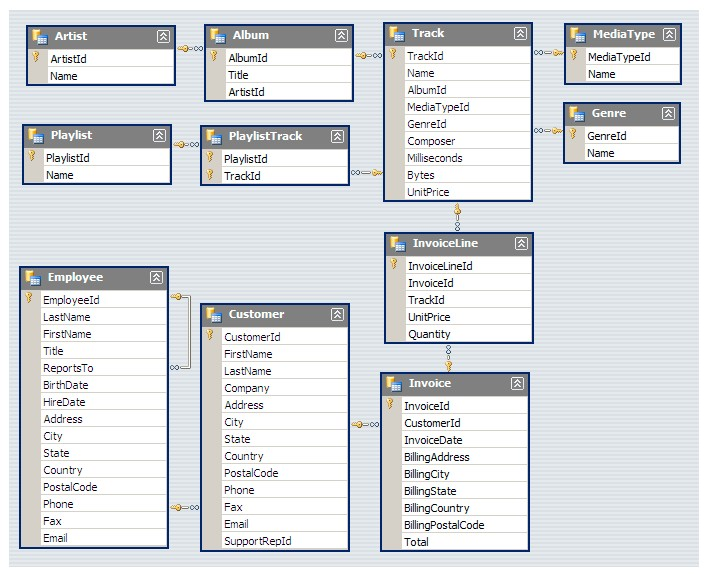 Artist
ArtistId
Name
Album
AlbumId
Title
ArtistId
Track
TrackId
Name
AlbumId
MediaTypeId
GenreId
Composer
Milliseconds
Bytes
UnitPrice
MediaType
MediaTypeId
Name
Genre
GenreId
Name
Playlist
PlaylistId
Name
PlaylistTrack
PlaylistId
TrackId
InvoiceLine
InvoiceLineId
InvoiceId
TrackId
UnitPrice
Quantity
Employee
EmployeeId
LastName
FirstName
Title
ReportsTo
BirthDate
HireDate
Address
City
State
Country
PostalCode
Phone
Fax
Email
Customer
CustomerId
FirstName
LastName
Company
Address
City
State
Country
PostalCode
Phone
Fax
Email
SupportRepId
Invoice
InvoiceId
CustomerId
InvoiceDate
BillingAddress
BillingCity
BillingState
BillingCountry
BillingPostalCode
Total